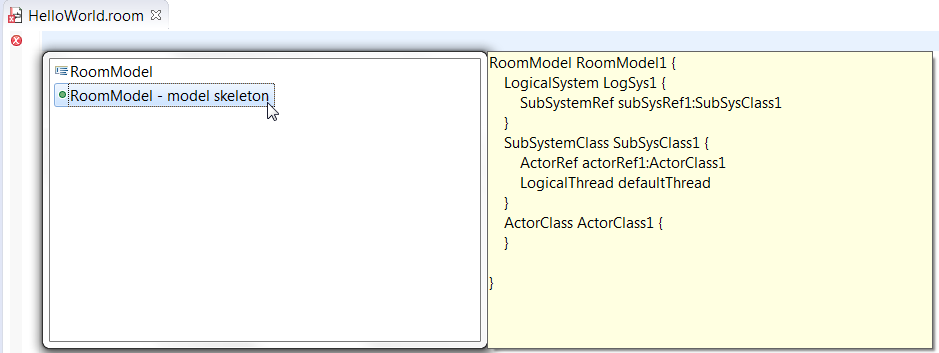 HelloWorld.room
RoomModel
RoomModel - model skeleton
RoomModel RoomModel1 {
LogicalSystem LogSys1 {
SubSystemRef subSysRef1:SubSysClass1
}
SubSystemClass SubSysClass1 {
ActorRef actorRef1:ActorClass1
LogicalThread defaultThread
}
ActorClass ActorClass1 {
}
}